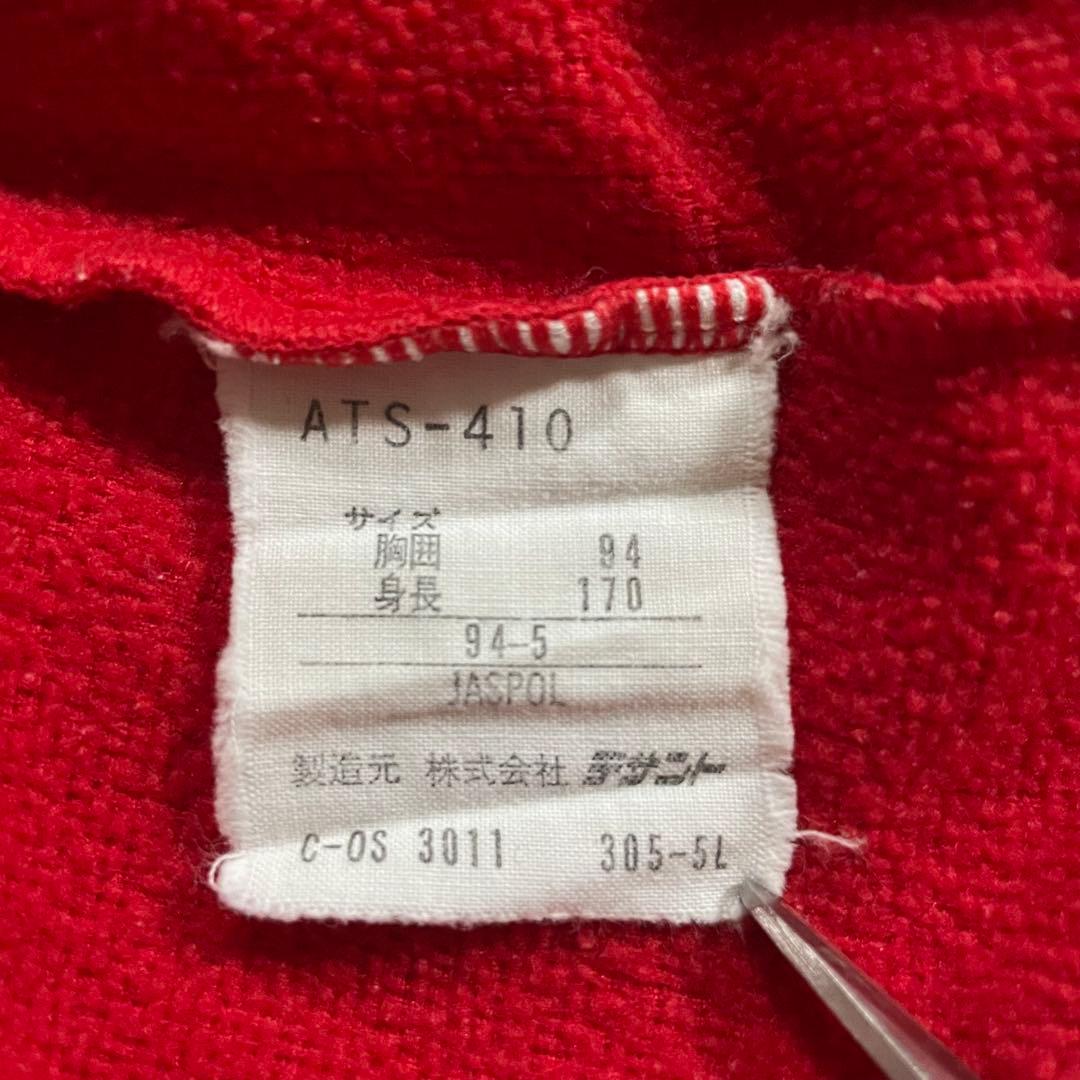 ATS-410
サイズ
胸囲 94
身長 170
94-5
JASPOL
製造元 株式会社 デサント
C-OS 3011 305-5L